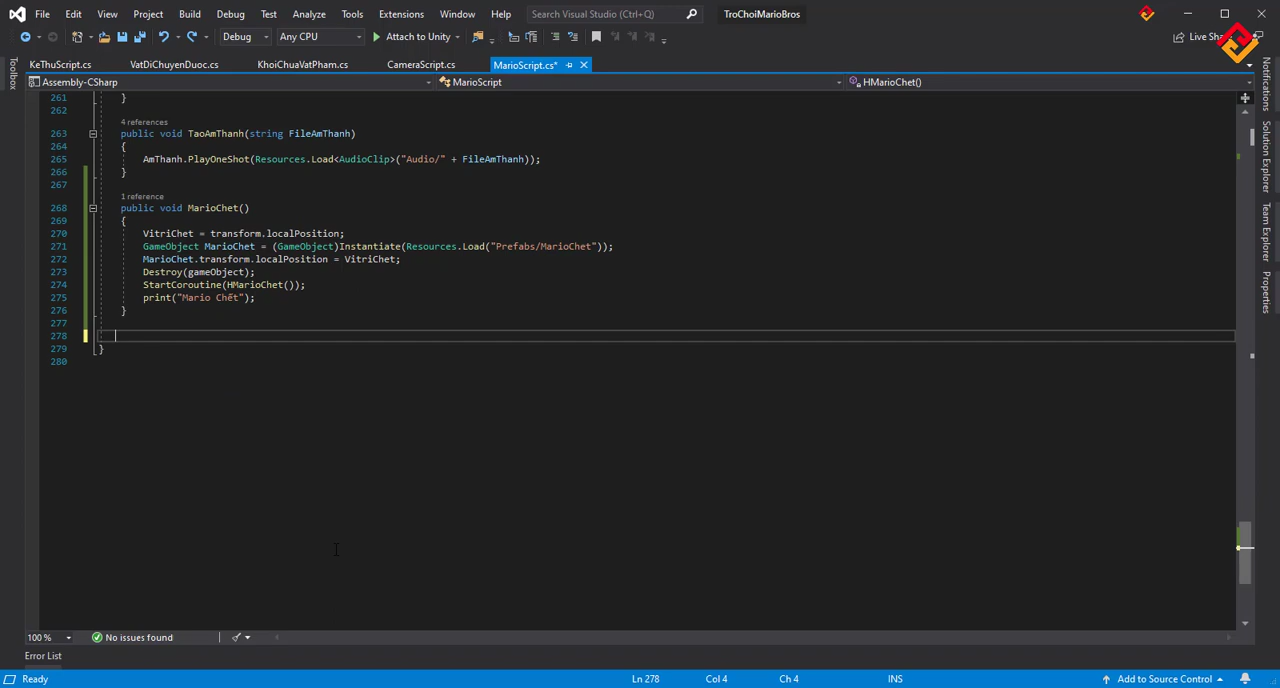 File Edit View Project Build Debug Test Analyze Tools Extensions Window Help Search Visual Studio (Ctrl+Q) TroChoiMarioBros
Debug Any CPU Attach to Unity Live Share
KeThuScript.cs VatDiChuyenDuoc.cs KhoiChuaVatPham.cs CameraScript.cs MarioScript.cs*
Assembly-CSharp MarioScript HMarioChet()
Toolbox
261 }
262
4 references
263 public void TaoAmThanh(string FileAmThanh)
264 {
265 AmThanh.PlayOneShot(Resources.Load<AudioClip>("Audio/" + FileAmThanh));
266 }
267
1 reference
268 public void MarioChet()
269 {
270 VitriChet = transform.localPosition;
271 GameObject MarioChet = (GameObject)Instantiate(Resources.Load("Prefabs/MarioChet"));
272 MarioChet.transform.localPosition = VitriChet;
273 Destroy(gameObject);
274 StartCoroutine(HMarioChet());
275 print("Mario Chết");
276 }
277
278
279 }
280
Notifications
Solution Explorer
Team Explorer
Properties
100 % No issues found
Error List
Ready Ln 278 Col 4 Ch 4 INS Add to Source Control